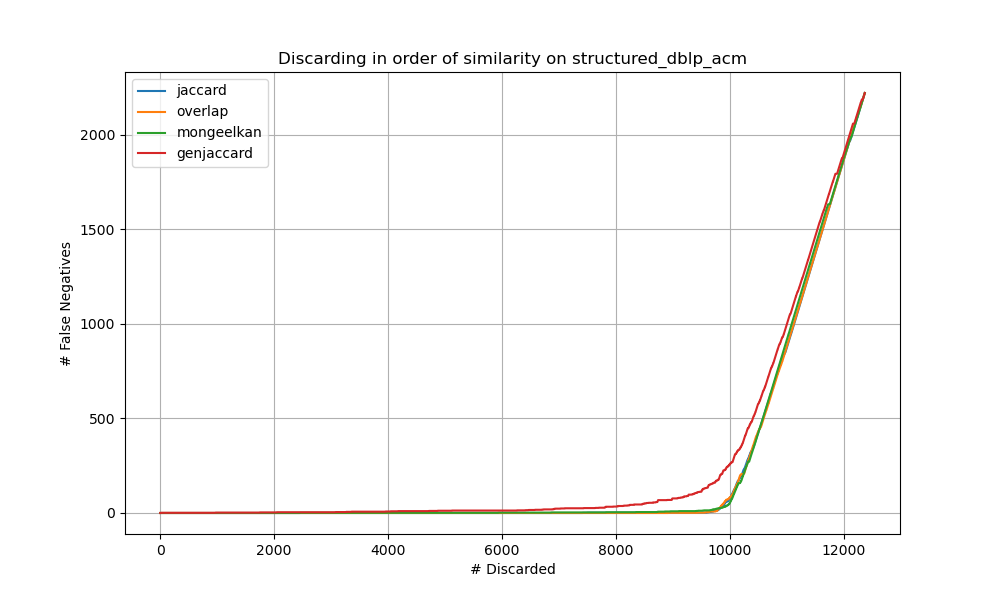 Discarding in order of similarity on structured_dblp_acm
jaccard
overlap
mongeelkan
genjaccard
2000
1500
1000
500
0
# False Negatives
0 2000 4000 6000 8000 10000 12000
# Discarded